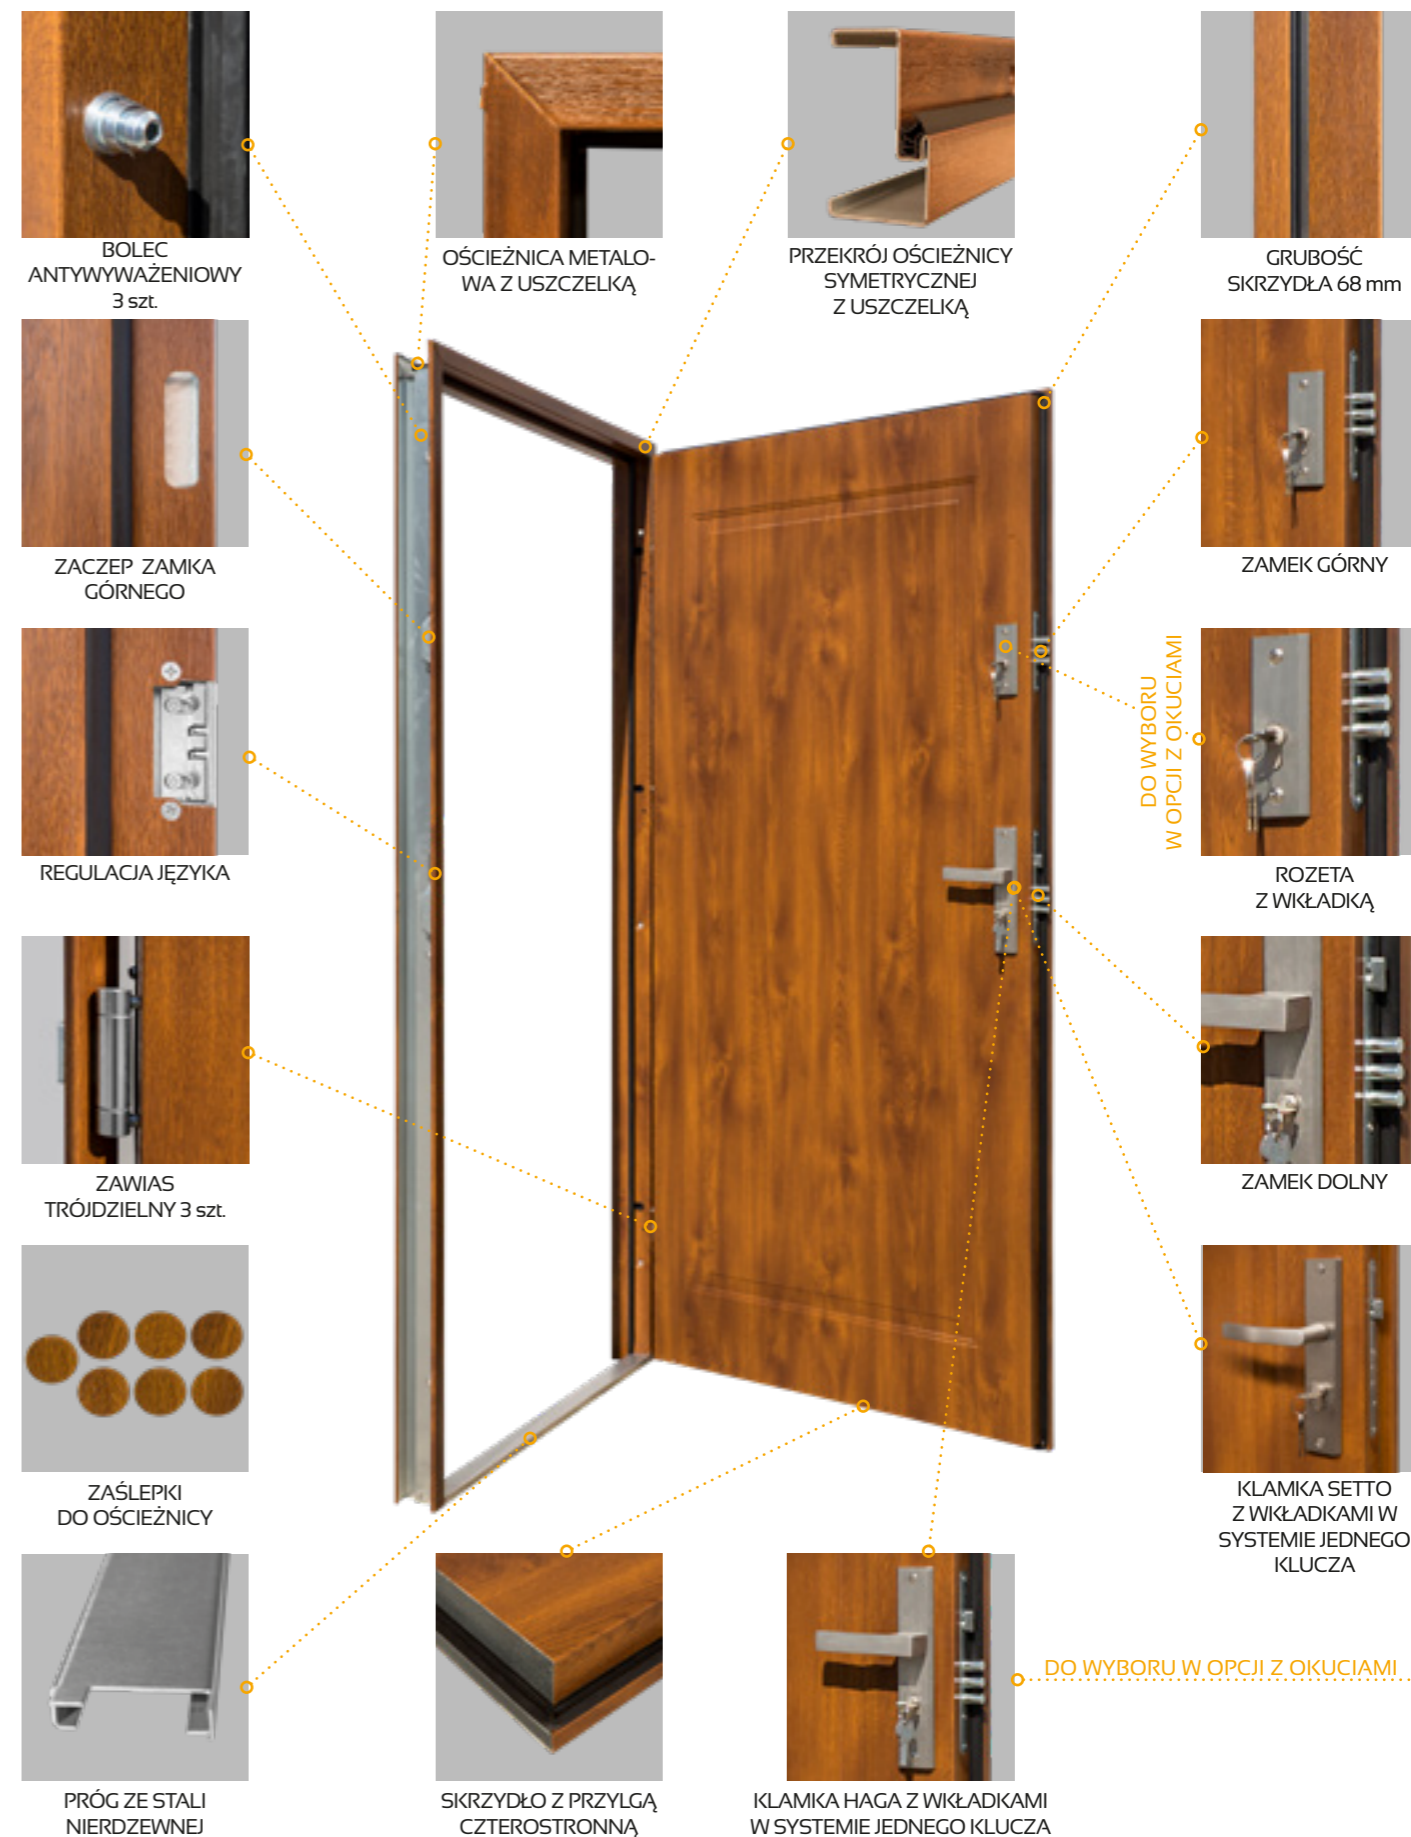 BOLEC
ANTYWYWAŻENIOWY
3 szt.
OŚCIEŻNICA METALO-
WA Z USZCZELKĄ
PRZEKRÓJ OŚCIEŻNICY
SYMETRYCZNEJ
Z USZCZELKĄ
GRUBOŚĆ
SKRZYDŁA 68 mm
ZACZEP ZAMKA
GÓRNEGO
ZAMEK GÓRNY
REGULACJA JĘZYKA
DO WYBORU
W OPCJI Z OKUCIAMI
ROZETA
Z WKŁADKĄ
ZAWIAS
TRÓJDZIELNY 3 szt.
ZAMEK DOLNY
ZAŚLEPKI
DO OŚCIEŻNICY
KLAMKA SETTO
Z WKŁADKAMI W
SYSTEMIE JEDNEGO
KLUCZA
PRÓG ZE STALI
NIERDZEWNEJ
SKRZYDŁO Z PRZYLGĄ
CZTEROSTRONNĄ
KLAMKA HAGA Z WKŁADKAMI
W SYSTEMIE JEDNEGO KLUCZA
DO WYBORU W OPCJI Z OKUCIAMI